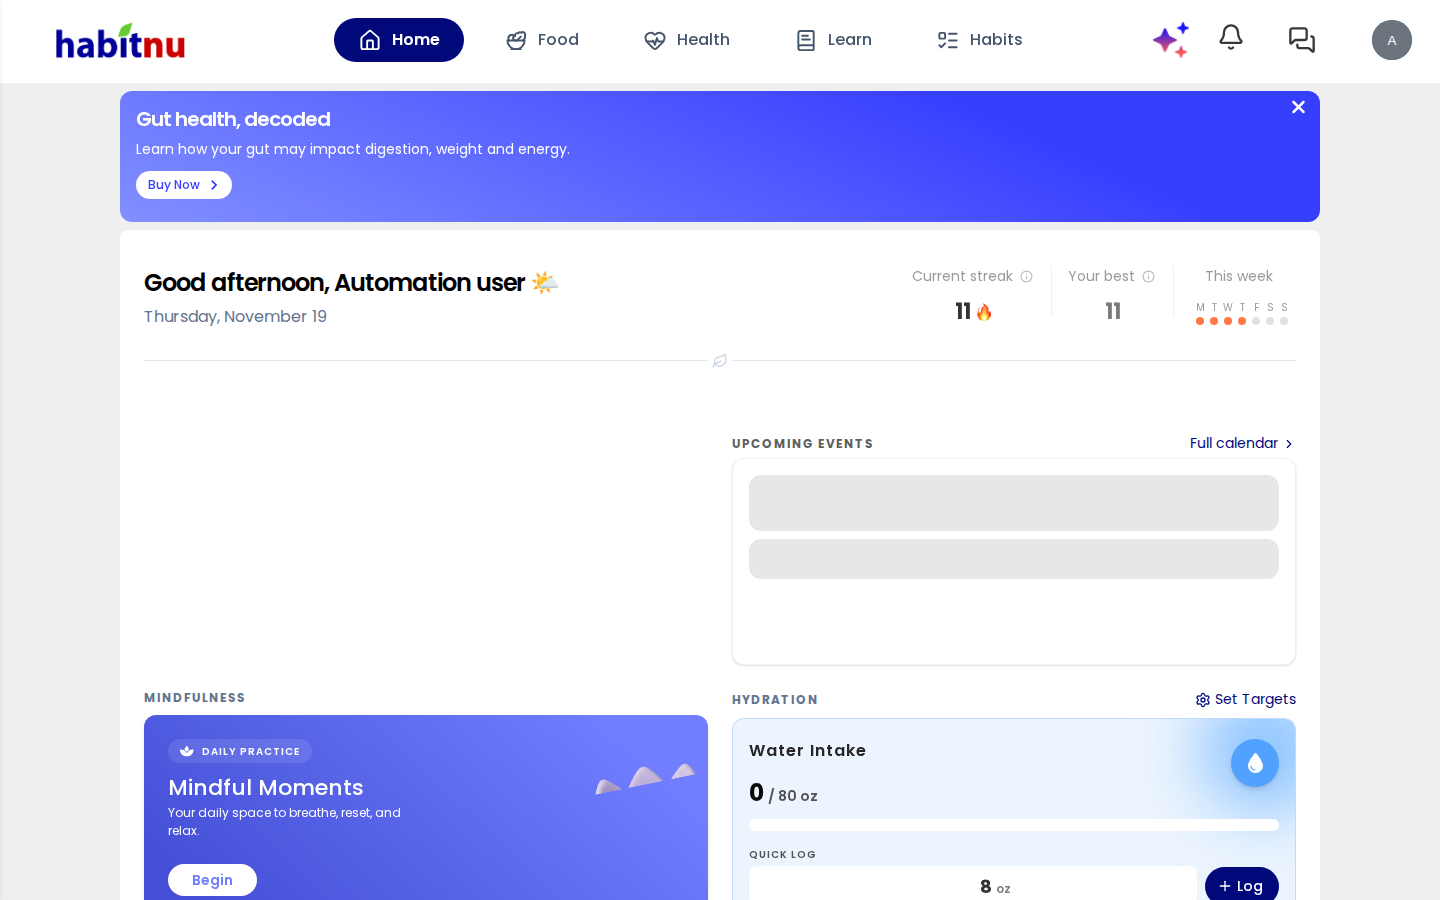 habitnu
Home
Food
Health
Learn
Habits
A
Gut health, decoded
Learn how your gut may impact digestion, weight and energy.
Buy Now
Good afternoon, Automation user
Thursday, November 19
Current streak
11
Your best
11
This week
M T W T F S S
UPCOMING EVENTS
Full calendar
MINDFULNESS
DAILY PRACTICE
Mindful Moments
Your daily space to breathe, reset, and
relax.
Begin
HYDRATION
Set Targets
Water Intake
0 / 80 oz
QUICK LOG
8 oz
+ Log